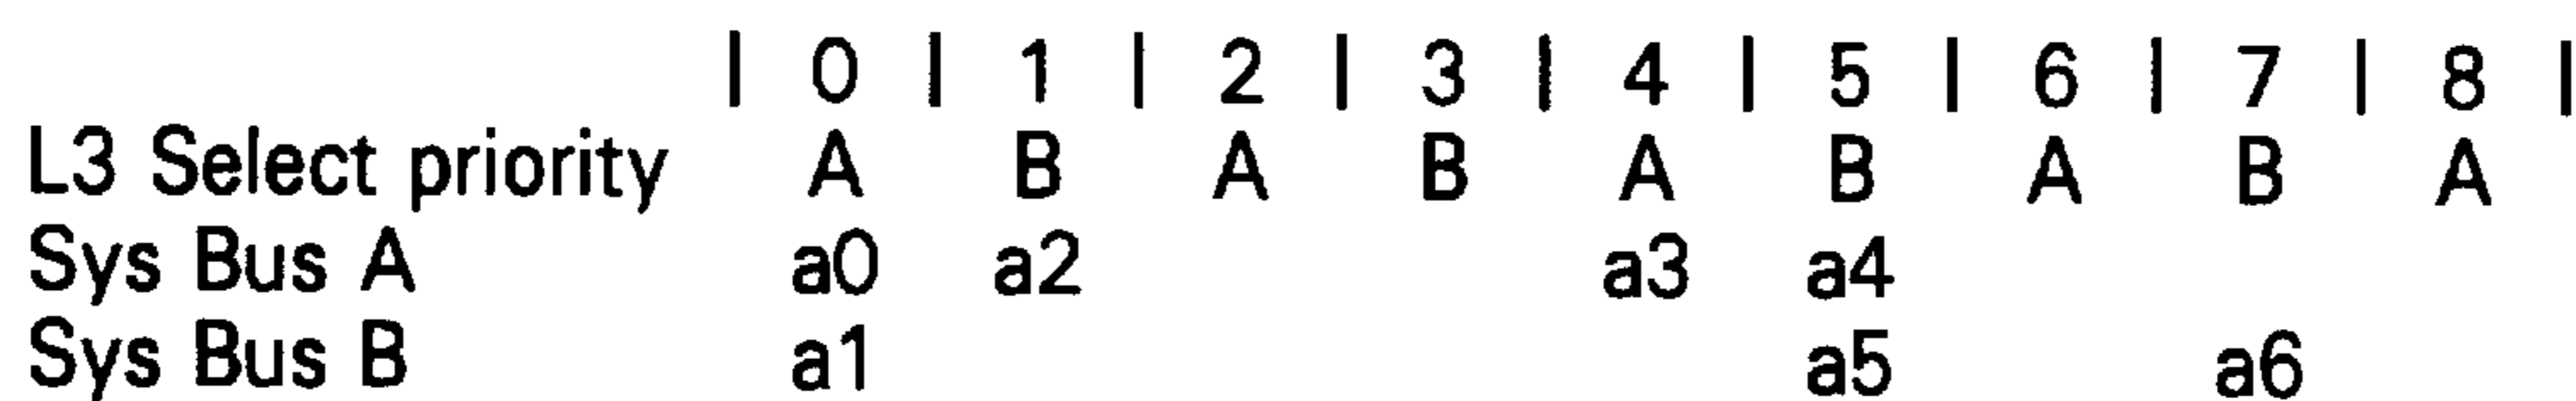 | 0 | 1 | 2 | 3 | 4 | 5 | 6 | 7 | 8 |
L3 Select priority A B A B A B A B A
Sys Bus A a0 a2 a3 a4
Sys Bus B a1 a5 a6